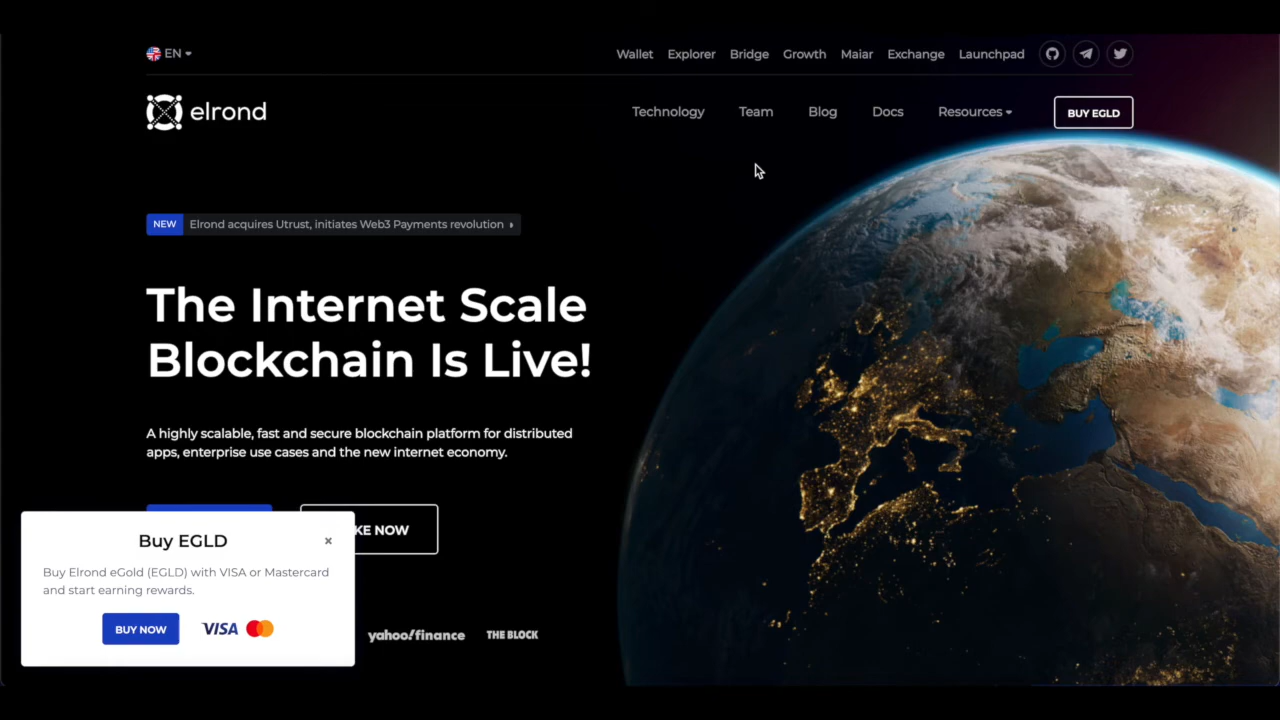 EN
Wallet Explorer Bridge Growth Maiar Exchange Launchpad
elrond
Technology Team Blog Docs Resources BUY EGLD
NEW Elrond acquires Utrust, initiates Web3 Payments revolution
The Internet Scale
Blockchain Is Live!
A highly scalable, fast and secure blockchain platform for distributed
apps, enterprise use cases and the new internet economy.
KE NOW
Buy EGLD ×
Buy Elrond eGold (EGLD) with VISA or Mastercard
and start earning rewards.
BUY NOW VISA
yahoo!finance THE BLOCK